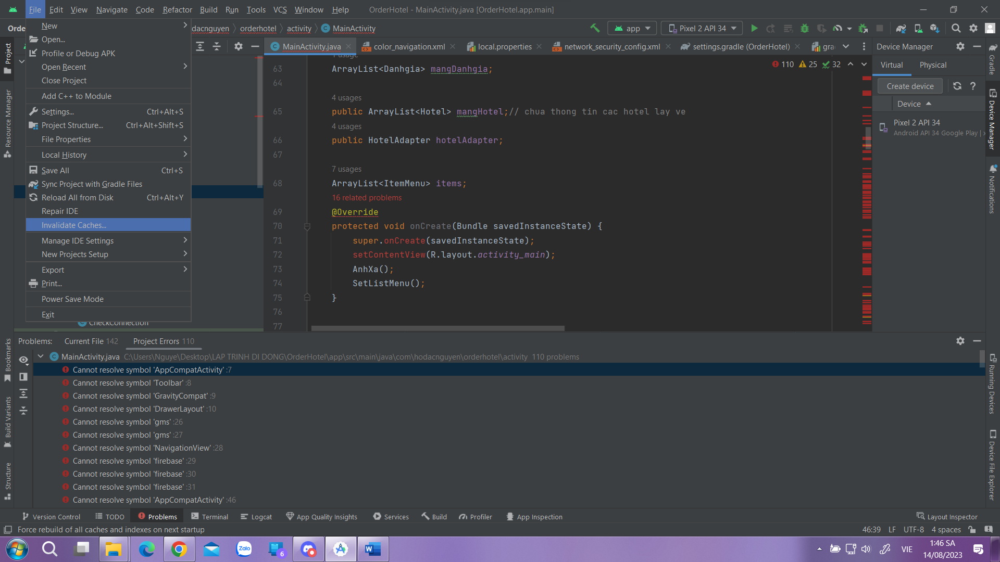 File Edit View Navigate Code Refactor Build Run Tools VCS Window Help OrderHotel - MainActivity.java [OrderHotel.app.main]
Orde dacnguyen orderhotel activity MainActivity app Pixel 2 API 34
New
Open...
Profile or Debug APK
Open Recent
Close Project
Add C++ to Module
Settings... Ctrl+Alt+S
Project Structure... Ctrl+Alt+Shift+S
File Properties
Local History
Save All Ctrl+S
Sync Project with Gradle Files
Reload All from Disk Ctrl+Alt+Y
Repair IDE
Invalidate Caches...
Manage IDE Settings
New Projects Setup
Export
Print...
Power Save Mode
Exit
CheckConnection
Project
Resource Manager
Bookmarks
Build Variants
Structure
MainActivity.java color_navigation.xml local.properties network_security_config.xml settings.gradle (OrderHotel) gra
110 25 32
63 ArrayList<Danhgia> mangDanhgia;
64
4 usages
65 public ArrayList<Hotel> mangHotel;// chua thong tin cac hotel lay ve
4 usages
66 public HotelAdapter hotelAdapter;
67
7 usages
68 ArrayList<ItemMenu> items;
16 related problems
69 @Override
70 protected void onCreate(Bundle savedInstanceState) {
71 super.onCreate(savedInstanceState);
72 setContentView(R.layout.activity_main);
73 AnhXa();
74 SetListMenu();
75 }
76
77
Device Manager
Virtual Physical
Create device ?
Device
Pixel 2 API 34
Android API 34 Google Play | x
Gradle
Device Manager
Notifications
Running Devices
Device File Explorer
Problems: Current File 142 Project Errors 110
MainActivity.java C:\Users\Nguye\Desktop\LAP TRINH DI DONG\OrderHotel\app\src\main\java\com\hodacnguyen\orderhotel\activity 110 problems
Cannot resolve symbol 'AppCompatActivity' :7
Cannot resolve symbol 'Toolbar' :8
Cannot resolve symbol 'GravityCompat' :9
Cannot resolve symbol 'DrawerLayout' :10
Cannot resolve symbol 'gms' :26
Cannot resolve symbol 'gms' :27
Cannot resolve symbol 'NavigationView' :28
Cannot resolve symbol 'firebase' :29
Cannot resolve symbol 'firebase' :30
Cannot resolve symbol 'firebase' :31
Cannot resolve symbol 'AppCompatActivity' :46
Version Control TODO Problems Terminal Logcat App Quality Insights Services Build Profiler App Inspection Layout Inspector
Force rebuild of all caches and indexes on next startup 46:39 LF UTF-8 4 spaces
Zalo 6 VIE 1:46 SA
14/08/2023